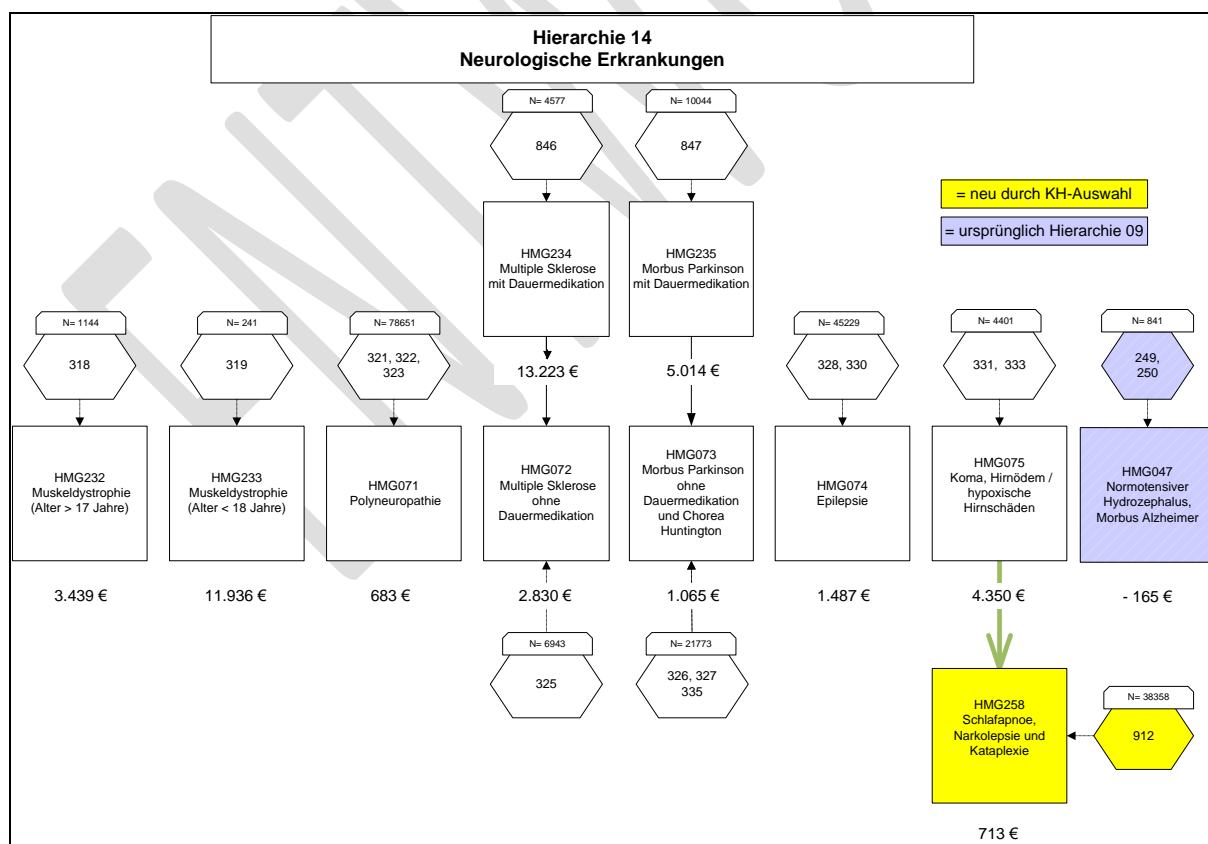 Hierarchie 14
Neurologische Erkrankungen
N= 4577
846
N= 10044
847
= neu durch KH-Auswahl
= ursprünglich Hierarchie 09
HMG234
Multiple Sklerose
mit Dauermedikation
HMG235
Morbus Parkinson
mit Dauermedikation
N= 1144
318
N= 241
319
N= 78651
321, 322,
323
13.223 €
5.014 €
N= 45229
328, 330
N= 4401
331, 333
N= 841
249,
250
HMG232
Muskeldystrophie
(Alter > 17 Jahre)
HMG233
Muskeldystrophie
(Alter < 18 Jahre)
HMG071
Polyneuropathie
HMG072
Multiple Sklerose
ohne
Dauermedikation
HMG073
Morbus Parkinson
ohne
Dauermedikation
und Chorea
Huntington
HMG074
Epilepsie
HMG075
Koma, Hirnödem /
hypoxische
Hirnschäden
HMG047
Normotensiver
Hydrozephalus,
Morbus Alzheimer
3.439 €
11.936 €
683 €
2.830 €
1.065 €
1.487 €
4.350 €
- 165 €
N= 6943
325
N= 21773
326, 327
335
HMG258
Schlafapnoe,
Narkolepsie und
Kataplexie
N= 38358
912
713 €